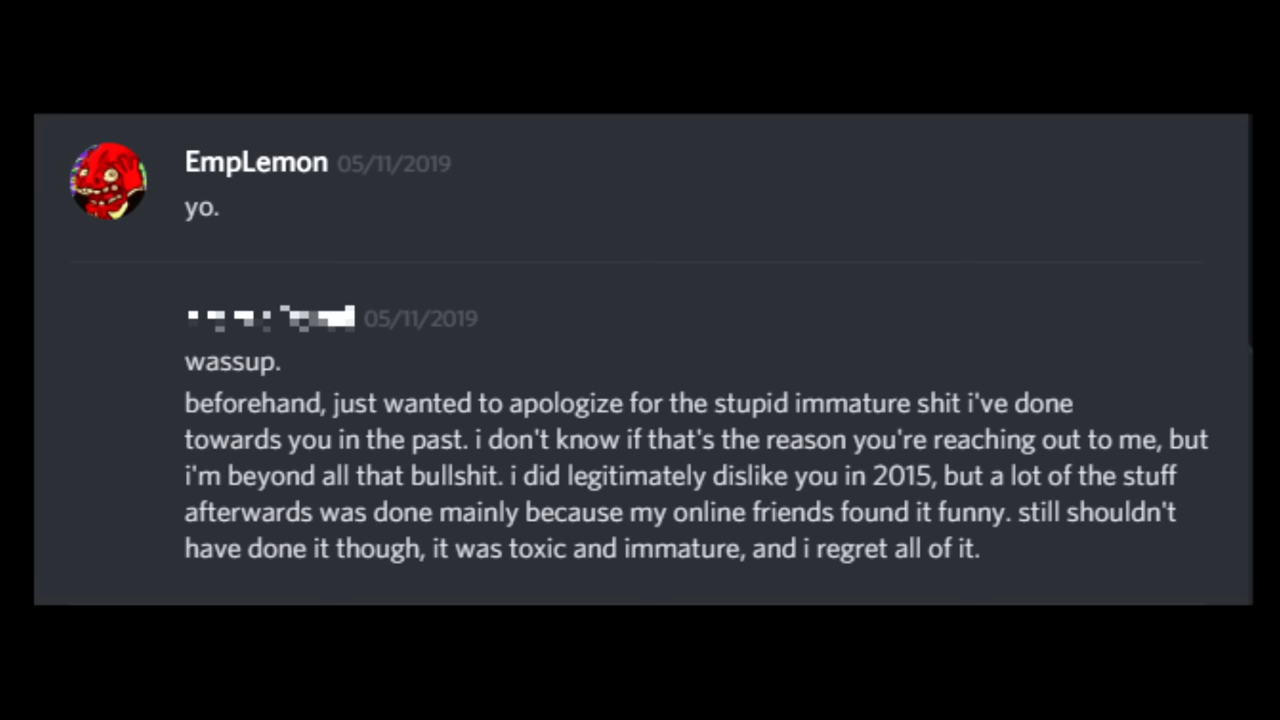 EmpLemon 05/11/2019
yo.
05/11/2019
wassup.
beforehand, just wanted to apologize for the stupid immature shit i've done
towards you in the past. i don't know if that's the reason you're reaching out to me, but
i'm beyond all that bullshit. i did legitimately dislike you in 2015, but a lot of the stuff
afterwards was done mainly because my online friends found it funny. still shouldn't
have done it though, it was toxic and immature, and i regret all of it.